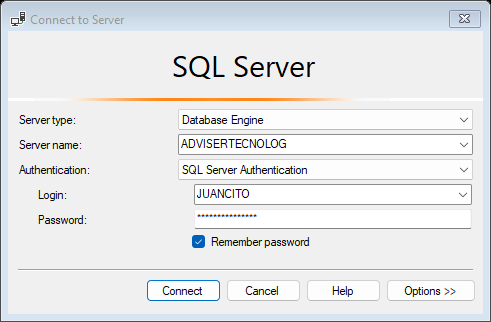 Connect to Server
SQL Server
Server type: Database Engine
Server name: ADVISERTECNOLOG
Authentication: SQL Server Authentication
Login: JUANCITO
Password: ***************
Remember password
Connect Cancel Help Options >>